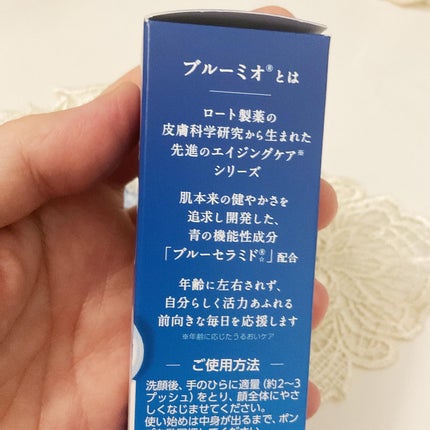 ブルーミオ®とは
ロート製薬の
皮膚科学研究から生まれた
先進のエイジングケア※
シリーズ
肌本来の健やかさを
追求し開発した、
青の機能性成分
「ブルーセラミド®☆」配合
年齢に左右されず、
自分らしく活力あふれる
前向きな毎日を応援します
※年齢に応じたうるおいケア
ご使用方法
洗顔後、手のひらに適量(約2〜3
プッシュ)をとり、顔全体にやさ
しくなじませてください。
使い始めは中身が出るまで、ポン